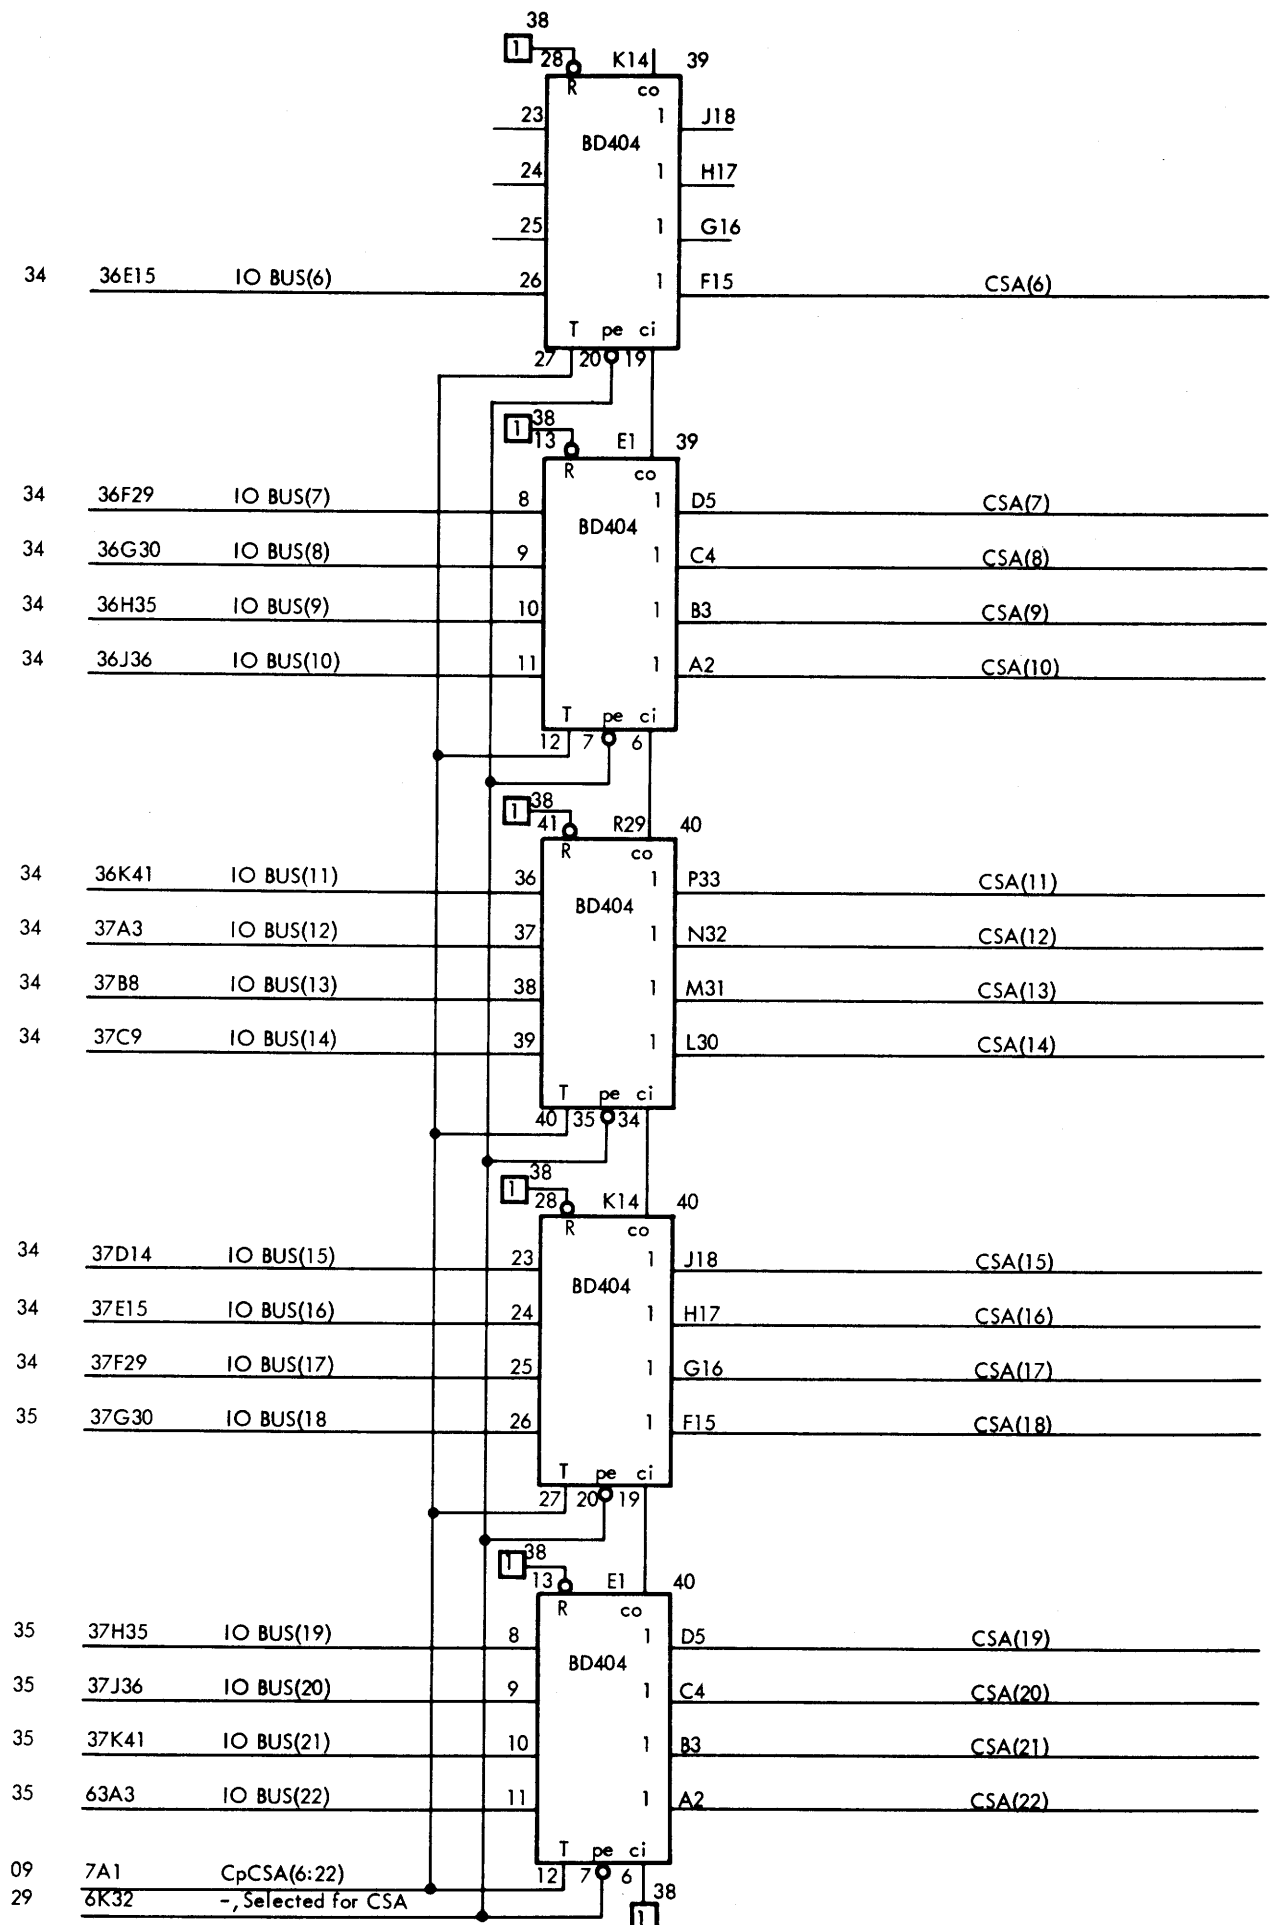 38
1 28 K14 39
R co
23 1 J18
BD404
24 1 H17
25 1 G16
34 36E15 IO BUS(6) 26 1 F15 CSA(6)
T pe ci
27 20 19
1 38 13 E1 39
R co
34 36F29 IO BUS(7) 8 1 D5 CSA(7)
BD404
34 36G30 IO BUS(8) 9 1 C4 CSA(8)
34 36H35 IO BUS(9) 10 1 B3 CSA(9)
34 36J36 IO BUS(10) 11 1 A2 CSA(10)
T pe ci
12 7 6
1 38 41 R29 40
R co
34 36K41 IO BUS(11) 36 1 P33 CSA(11)
BD404
34 37A3 IO BUS(12) 37 1 N32 CSA(12)
34 37B8 IO BUS(13) 38 1 M31 CSA(13)
34 37C9 IO BUS(14) 39 1 L30 CSA(14)
T pe ci
40 35 34
1 38 28 K14 40
R co
34 37D14 IO BUS(15) 23 1 J18 CSA(15)
BD404
34 37E15 IO BUS(16) 24 1 H17 CSA(16)
34 37F29 IO BUS(17) 25 1 G16 CSA(17)
35 37G30 IO BUS(18 26 1 F15 CSA(18)
T pe ci
27 20 19
1 38 13 E1 40
R co
35 37H35 IO BUS(19) 8 1 D5 CSA(19)
BD404
35 37J36 IO BUS(20) 9 1 C4 CSA(20)
35 37K41 IO BUS(21) 10 1 B3 CSA(21)
35 63A3 IO BUS(22) 11 1 A2 CSA(22)
T pe ci
09 7A1 CpCSA(6:22) 12 7 6
29 6K32 -, Selected for CSA 38
1